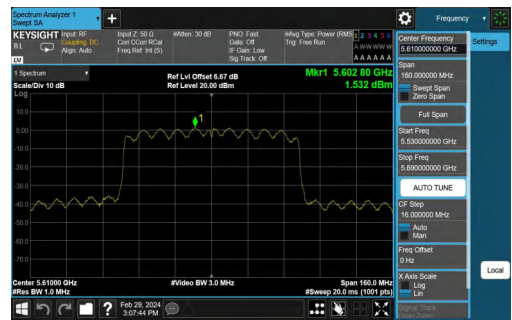 Spectrum Analyzer 1
Swept SA
Frequency
KEYSIGHT
Input: RF
Input Z: 50 Ω
#Atten: 30 dB
PNO: Fast
#Avg Type: Power (RMS
1 2 3 4 5 6
RL
Coupling: DC
Corr CCorr RCal
Gate: Off
Trig: Free Run
A W W W W W
Align: Auto
Freq Ref: Int (S)
IF Gain: Low
A A A A A A
Sig Track: Off
LV
1 Spectrum
Ref Lvl Offset 6.67 dB
Mkr1 5.602 80 GHz
Scale/Div 10 dB
Ref Level 20.00 dBm
1.532 dBm
Log
10.0
0.00
-10.0
-20.0
-30.0
-40.0
-50.0
-60.0
-70.0
1
Center 5.61000 GHz
#Video BW 3.0 MHz
Span 160.0 MHz
#Res BW 1.0 MHz
#Sweep 20.0 ms (1001 pts)
Center Frequency
5.610000000 GHz
Settings
Span
160.000000 MHz
Swept Span
Zero Span
Full Span
Start Freq
5.530000000 GHz
Stop Freq
5.690000000 GHz
AUTO TUNE
CF Step
16.000000 MHz
Auto
Man
Freq Offset
0 Hz
X Axis Scale
Log
Lin
Local
Signal Track
(Span Zoom)
?
Feb 29, 2024
3:07:44 PM